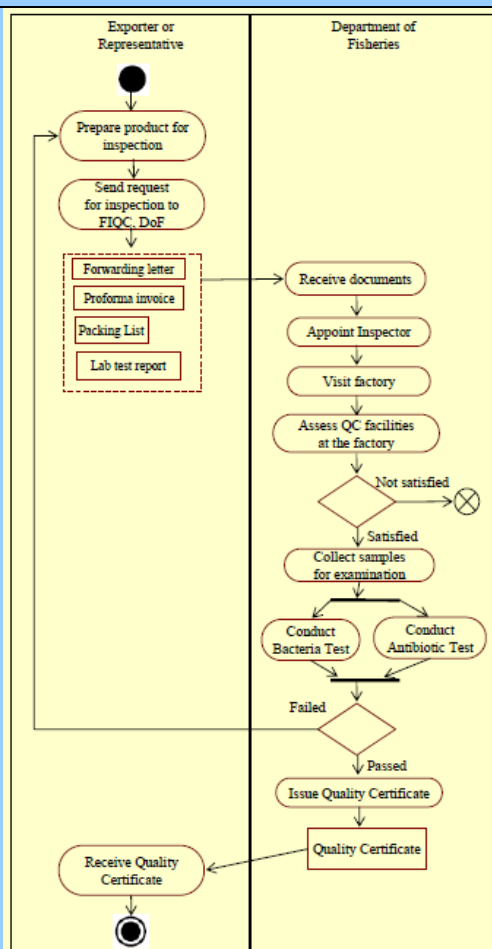 Exporter or
Representative
Department of
Fisheries
Prepare product for
inspection
Send request
for inspection to
FIQC, DoF
Forwarding letter
Proforma invoice
Packing List
Lab test report
Receive documents
Appoint Inspector
Visit factory
Assess QC facilities
at the factory
Not satisfied
Satisfied
Collect samples
for examination
Conduct
Bacteria Test
Conduct
Antibiotic Test
Failed
Passed
Issue Quality Certificate
Quality Certificate
Receive Quality
Certificate